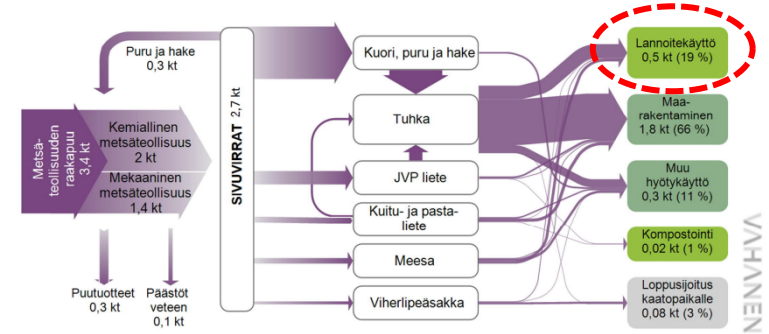 Puru ja hake
0,3 kt
Metsä-
teollisuuden
raakapuu
3,4 kt
Kemiallinen
metsäteollisuus
2 kt
Mekaaninen
metsäteollisuus
1,4 kt
Puutuotteet
0,3 kt
Päästöt
veteen
0,1 kt
SIVUVIRRAT 2,7 kt
Kuori, puru ja hake
Tuhka
JVP liete
Kuitu- ja pasta-
liete
Meesa
Viherlipeäsakka
Lannoitekäyttö
0,5 kt (19 %)
Maa-
rakentaminen
1,8 kt (66 %)
Muu
hyötykäyttö
0,3 kt (11 %)
Kompostointi
0,02 kt (1 %)
Loppusijoitus
kaatopaikalle
0,08 kt (3 %)
VAHANEN